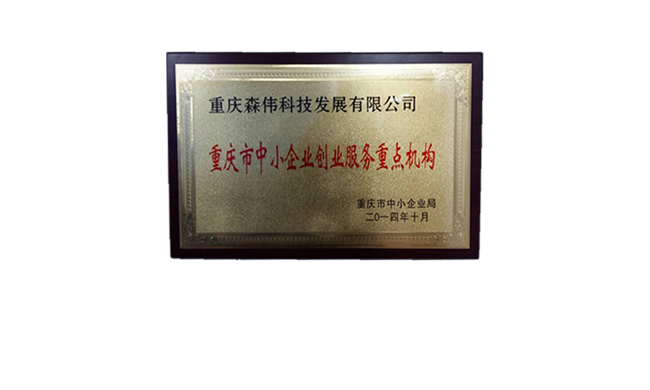 重庆森伟科技发展有限公司
重庆市中小企业创业服务重点机构
重庆市中小企业局
二〇一四年十月